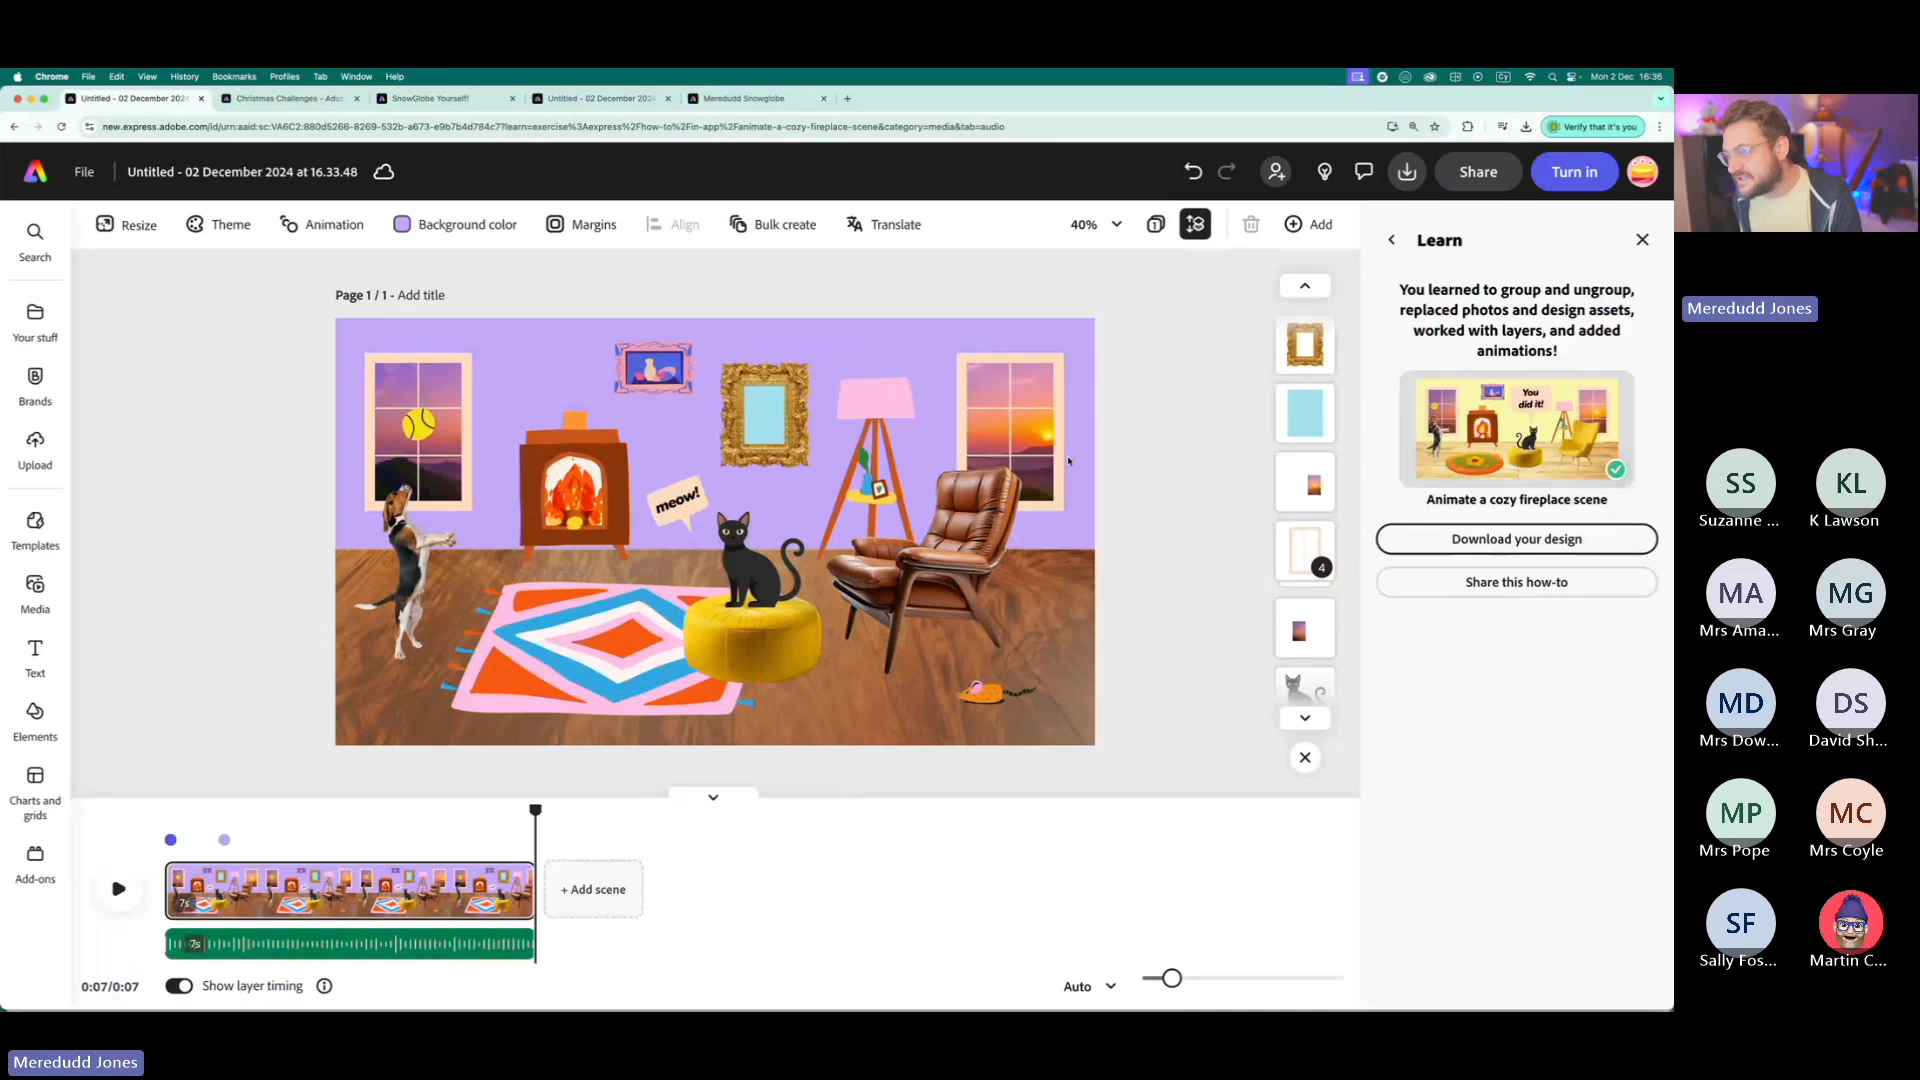 Chrome File Edit View History Bookmarks Profiles Tab Window Help
Cy Mon 2 Dec 16:36
Untitled - 02 December 2024 Christmas Challenges - Adob SnowGlobe Yourself! Untitled - 02 December 2024 Meredudd Snowglobe
new.express.adobe.com/id/urn:aaid:sc:VA6C2:880d5266-8269-532b-a673-e9b7b4d784c7?learn=exercise%3Aexpress%2Fhow-to%2Fin-app%2Fanimate-a-cozy-fireplace-scene&category=media&tab=audio
Verify that it's you
File Untitled - 02 December 2024 at 16.33.48
Share
Turn in
Resize Theme Animation Background color Margins Align Bulk create Translate 40% 1 Add
Search
Your stuff
Brands
Upload
Templates
Media
Text
Elements
Charts and
grids
Add-ons
Page 1 / 1 - Add title
meow!
4
Learn
You learned to group and ungroup,
replaced photos and design assets,
worked with layers, and added
animations!
You
did it!
Animate a cozy fireplace scene
Download your design
Share this how-to
7s
+ Add scene
7s
0:07/0:07 Show layer timing Auto
Meredudd Jones
SS KL
Suzanne ... K Lawson
MA MG
Mrs Ama... Mrs Gray
MD DS
Mrs Dow... David Sh...
MP MC
Mrs Pope Mrs Coyle
SF
Sally Fos... Martin C...
Meredudd Jones